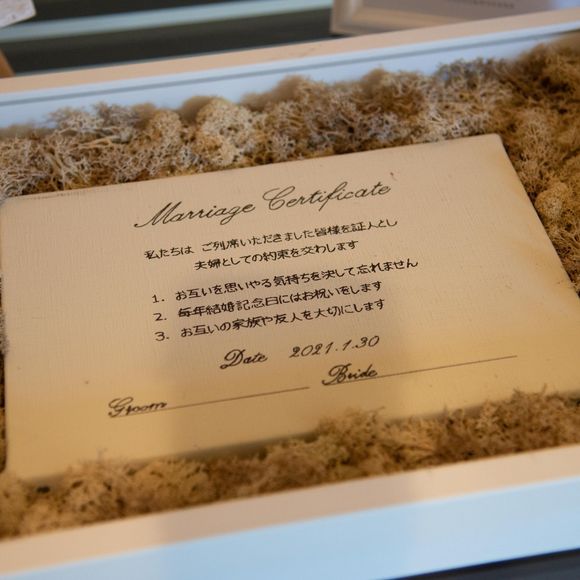 Marriage Certificate
私たちは ご列席いただきました皆様を証人とし
夫婦としての約束を交わします
1. お互いを思いやる気持ちを決して忘れません
2. 毎年結婚記念日にはお祝いをします
3. お互いの家族や友人を大切にします
Date 2021.1.30
Groom Bride